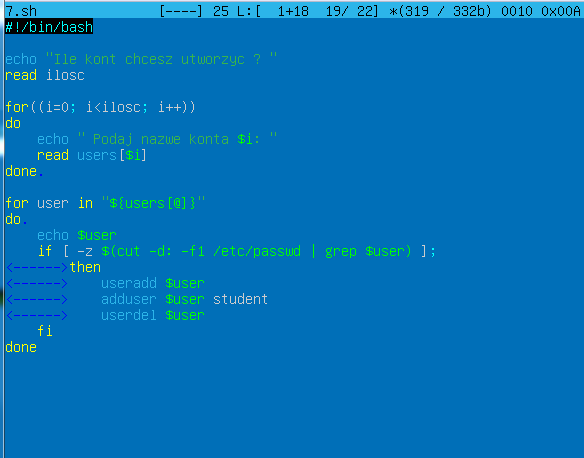 7.sh [----] 25 L:[ 1+18 19/ 22] *(319 / 332b) 0010 0x00A
#!/bin/bash
echo "Ile kont chcesz utworzyc ? "
read ilosc
for((i=0; i<ilosc; i++))
do
echo " Podaj nazwe konta $i: "
read users[$i]
done.
for user in "${users[@]}"
do.
echo $user
if [ -z $(cut -d: -f1 /etc/passwd | grep $user) ];
<------>then
<------> useradd $user
<------> adduser $user student
<------> userdel $user
fi
done